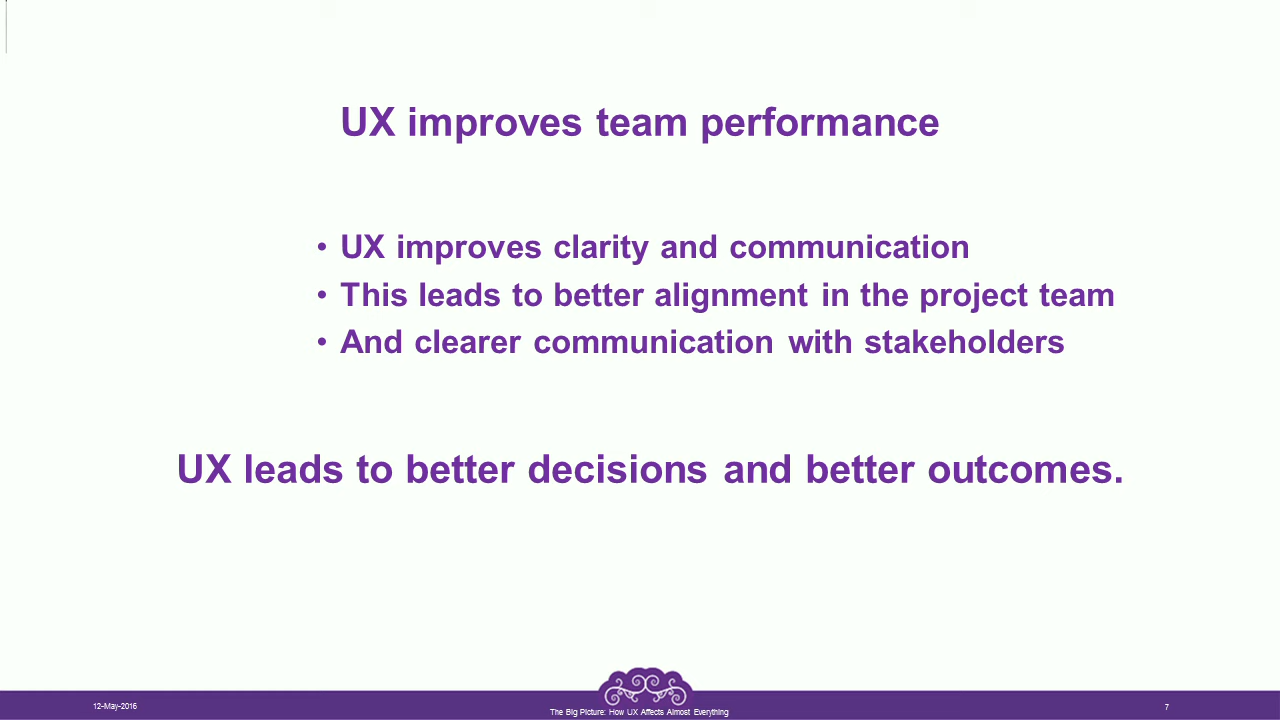 UX improves team performance
• UX improves clarity and communication
• This leads to better alignment in the project team
• And clearer communication with stakeholders
UX leads to better decisions and better outcomes.
12-May-2016
The Big Picture: How UX Affects Almost Everything
7